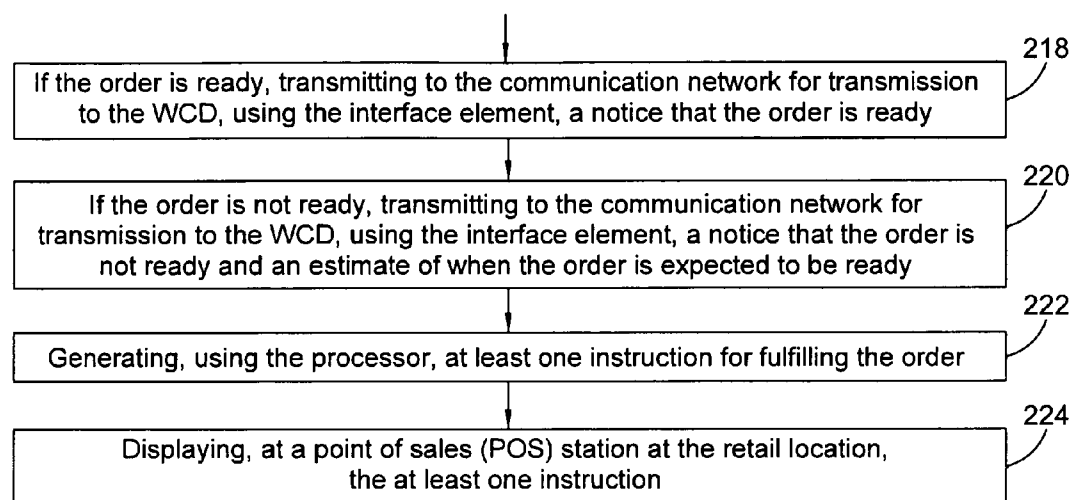 218
If the order is ready, transmitting to the communication network for transmission
to the WCD, using the interface element, a notice that the order is ready
220
If the order is not ready, transmitting to the communication network for
transmission to the WCD, using the interface element, a notice that the order is
not ready and an estimate of when the order is expected to be ready
222
Generating, using the processor, at least one instruction for fulfilling the order
224
Displaying, at a point of sales (POS) station at the retail location,
the at least one instruction